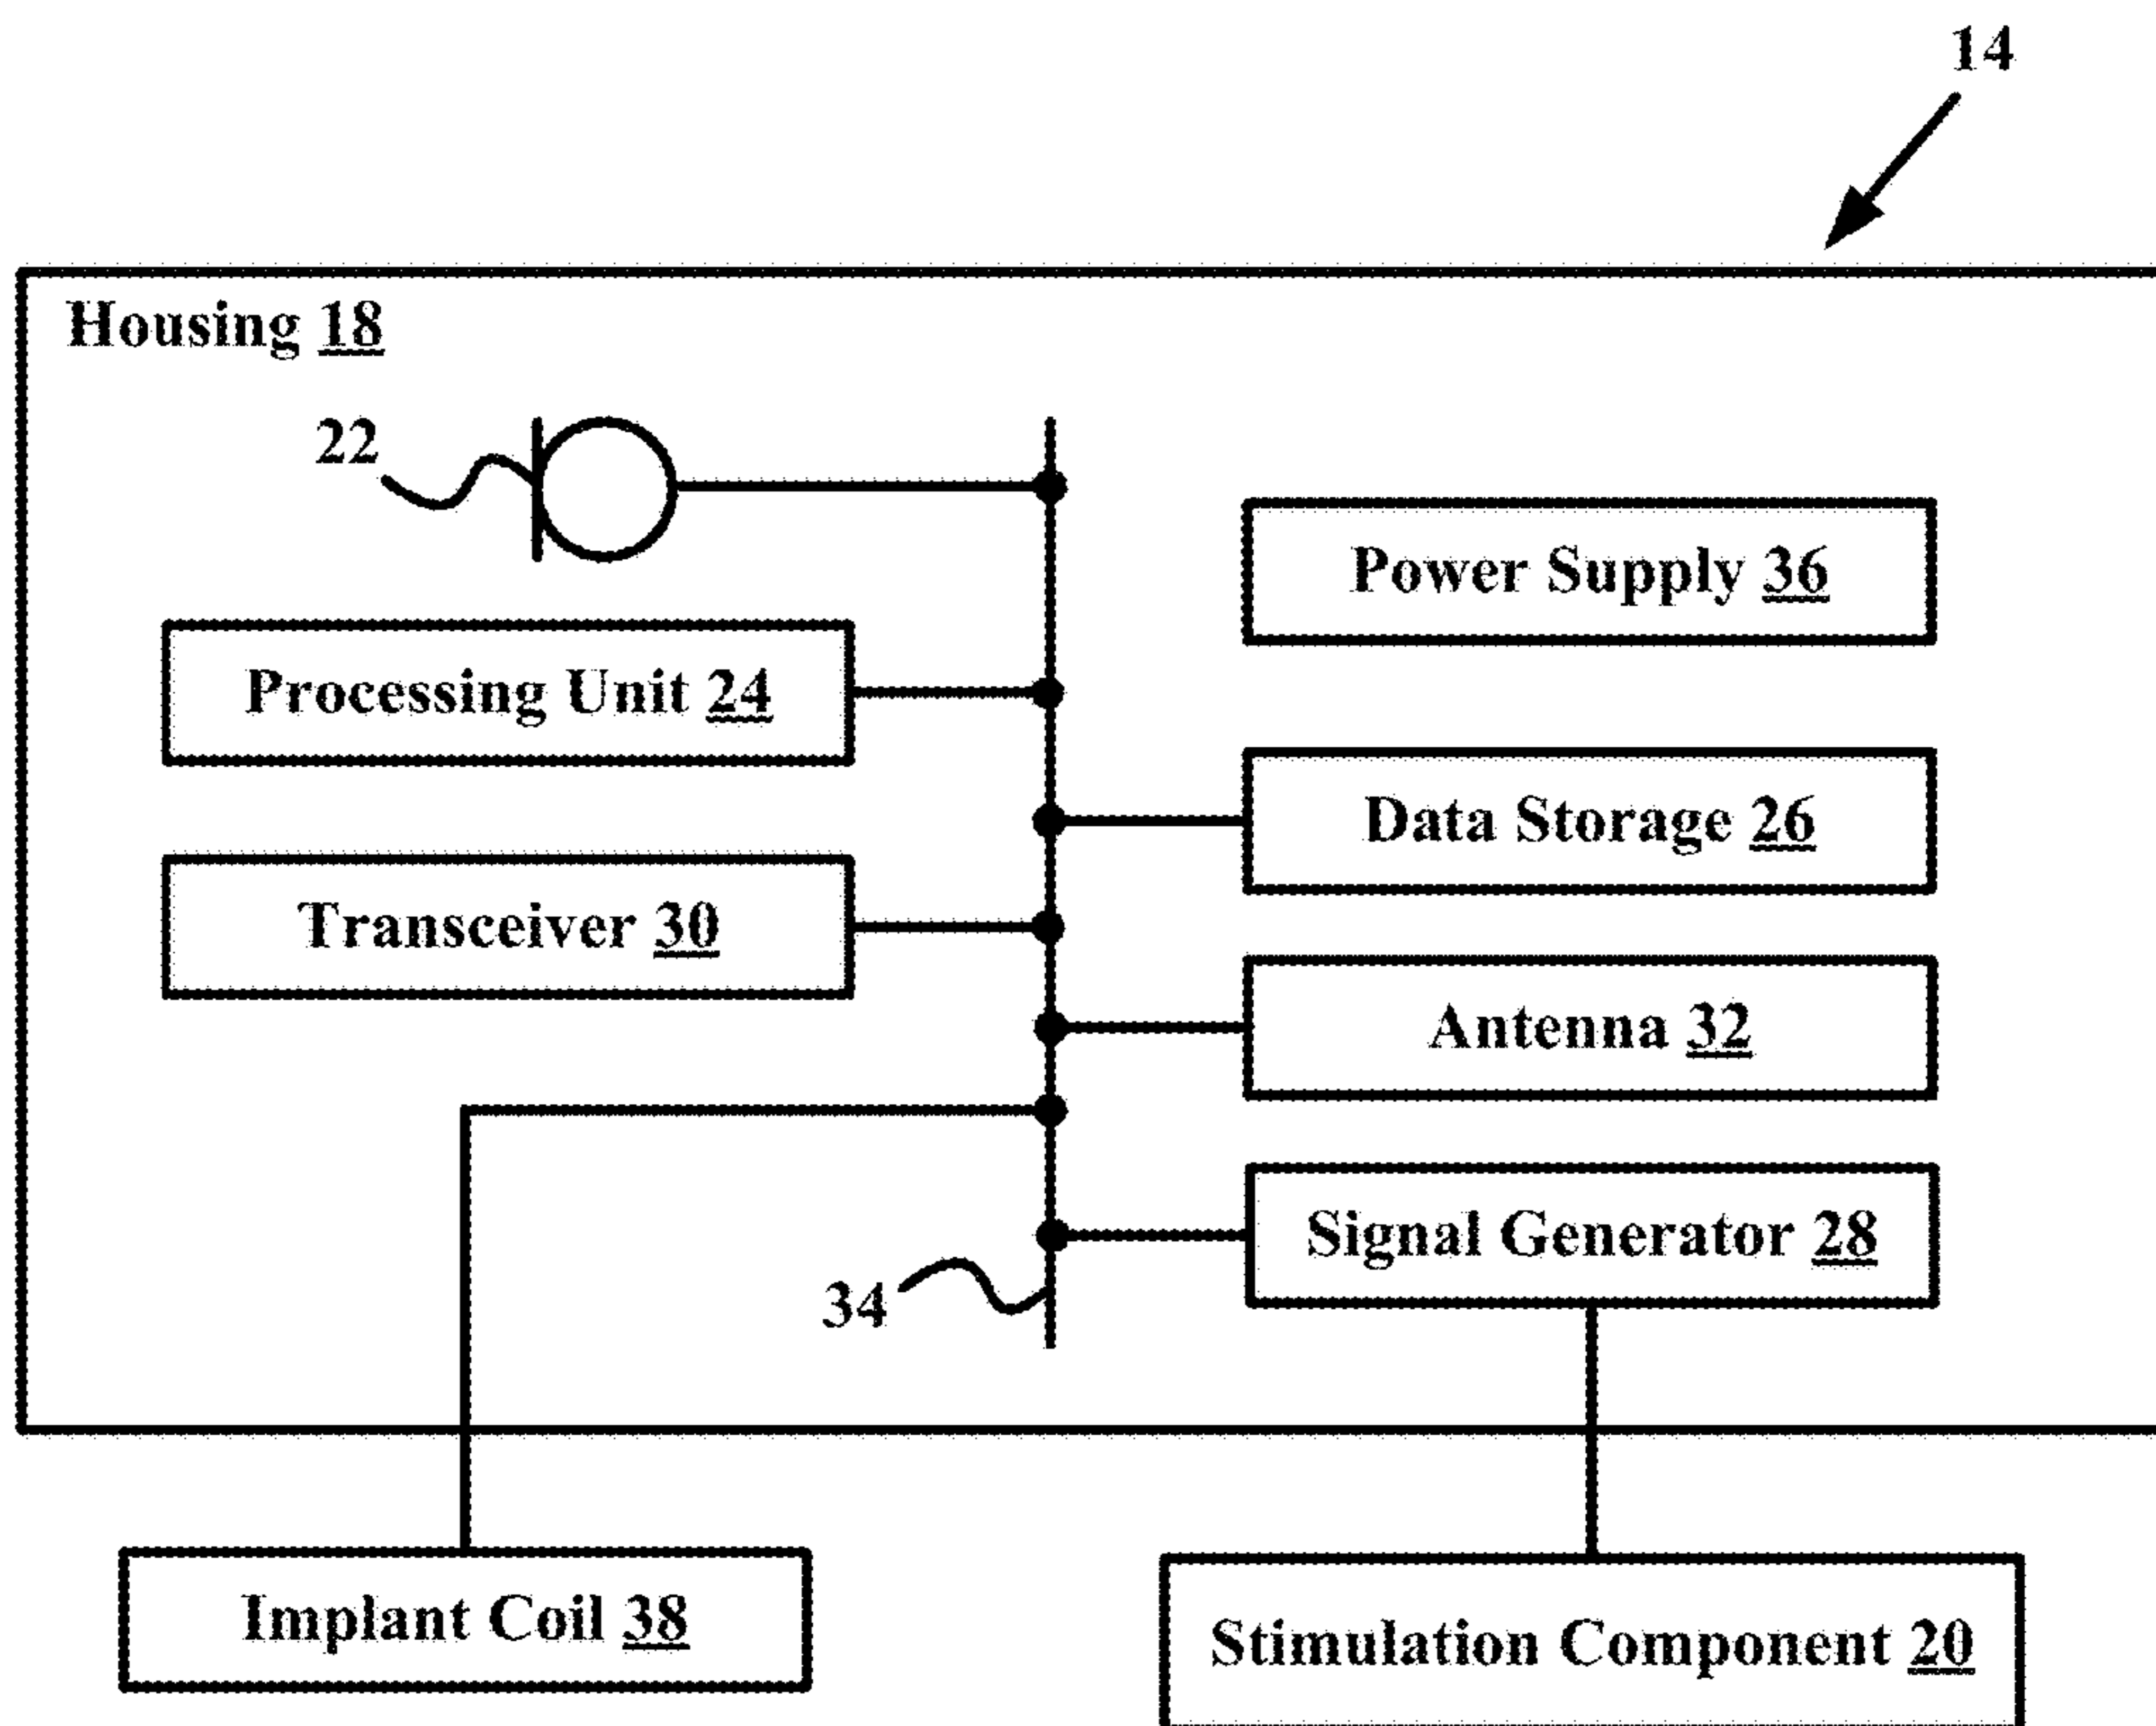 14
Housing 18
22
Power Supply 36
Processing Unit 24
Data Storage 26
Transceiver 30
Antenna 32
Signal Generator 28
34
Implant Coil 38
Stimulation Component 20